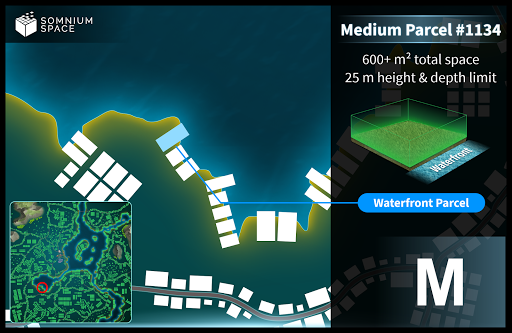 SOMNIUM
SPACE
Medium Parcel #1134
600+ m² total space
25 m height & depth limit
Waterfront
Waterfront Parcel
M